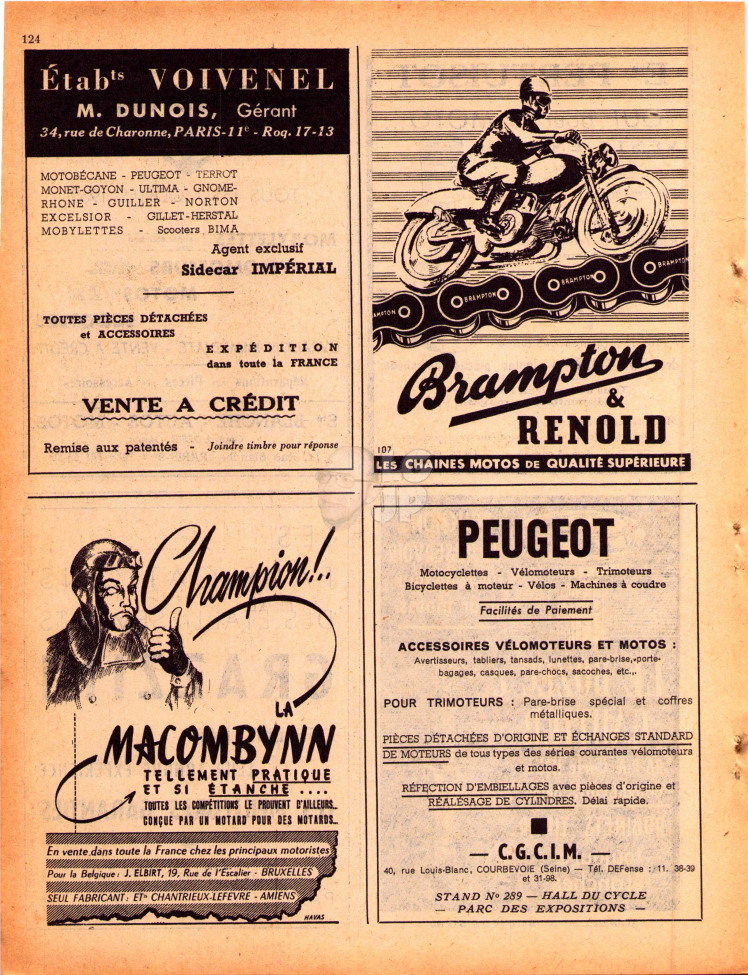 124
Étabts VOIVENEL
M. DUNOIS, Gérant
34, rue de Charonne, PARIS-11e - Roq. 17-13
MOTOBÉCANE - PEUGEOT - TERROT
MONET-GOYON - ULTIMA - GNOME-
RHONE - GUILLER - NORTON
EXCELSIOR - GILLET-HERSTAL
MOBYLETTES - Scooters BIMA
Agent exclusif
Sidecar IMPÉRIAL
TOUTES PIÈCES DÉTACHÉES
et ACCESSOIRES
EXPÉDITION
dans toute la FRANCE
VENTE A CRÉDIT
Remise aux patentés - Joindre timbre pour réponse
BRAMPTON BRAMPTON BRAMPTON BRAMPTON
Brampton
&
RENOLD
107
LES CHAINES MOTOS DE QUALITÉ SUPÉRIEURE
Champion!..
LA
MACOMBYNN
TELLEMENT PRATIQUE
ET SI ÉTANCHE ....
TOUTES LES COMPÉTITIONS LE PROUVENT D'AILLEURS...
CONÇUE PAR UN MOTARD POUR DES MOTARDS...
En vente dans toute la France chez les principaux motoristes
Pour la Belgique : J. ELBIRT, 19, Rue de l'Escalier - BRUXELLES
SEUL FABRICANT : Ets CHANTRIEUX-LEFEVRE - AMIENS
HAVAS
PEUGEOT
Motocyclettes - Vélomoteurs - Trimoteurs
Bicyclettes à moteur - Vélos - Machines à coudre
Facilités de Paiement
ACCESSOIRES VÉLOMOTEURS ET MOTOS :
Avertisseurs, tabliers, tansads, lunettes, pare-brise, porte-
bagages, casques, pare-chocs, sacoches, etc...
POUR TRIMOTEURS : Pare-brise spécial et coffres
métalliques.
PIÈCES DÉTACHÉES D'ORIGINE ET ÉCHANGES STANDARD
DE MOTEURS de tous types des séries courantes vélomoteurs
et motos.
RÉFECTION D'EMBIELLAGES avec pièces d'origine et
RÉALÉSAGE DE CYLINDRES. Délai rapide.
— C.G.C.I.M. —
40, rue Louis-Blanc, COURBEVOIE (Seine) — Tél. DEFense : 11. 38-39
et 31-98.
STAND No 289 — HALL DU CYCLE
— PARC DES EXPOSITIONS —